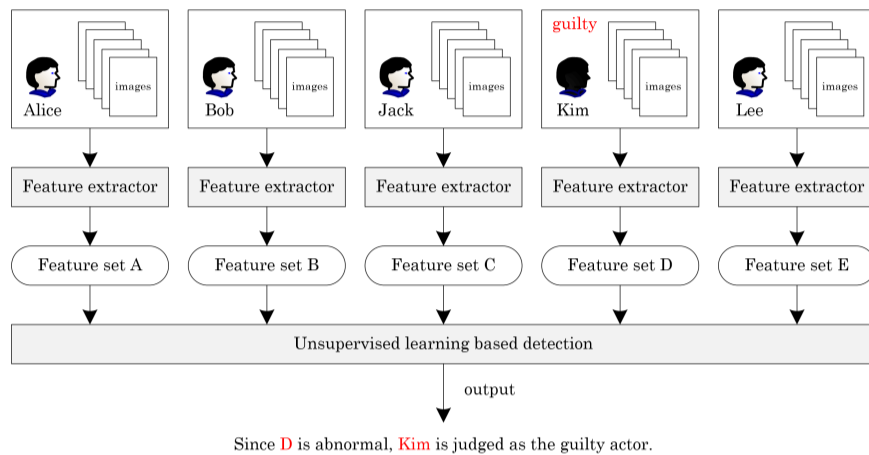 guilty
images
images
images
images
images
Alice
Bob
Jack
Kim
Lee
Feature extractor
Feature extractor
Feature extractor
Feature extractor
Feature extractor
Feature set A
Feature set B
Feature set C
Feature set D
Feature set E
Unsupervised learning based detection
output
Since D is abnormal, Kim is judged as the guilty actor.